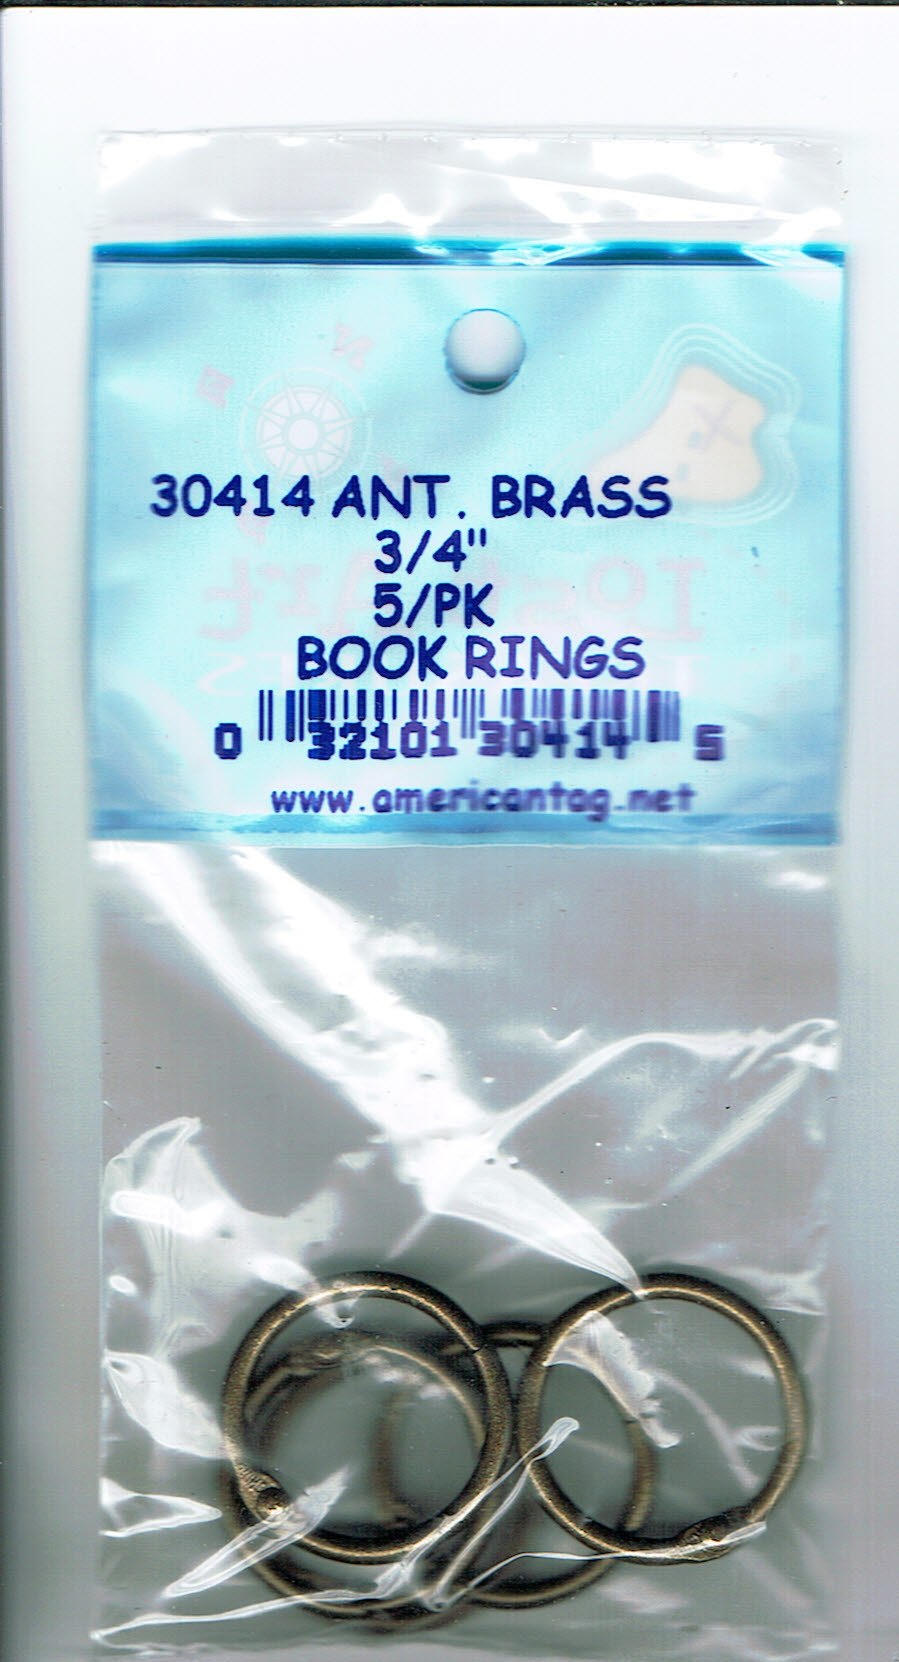 30414 ANT. BRASS
3/4"
5/PK
BOOK RINGS
0 32101 30414 5
www.americantag.net